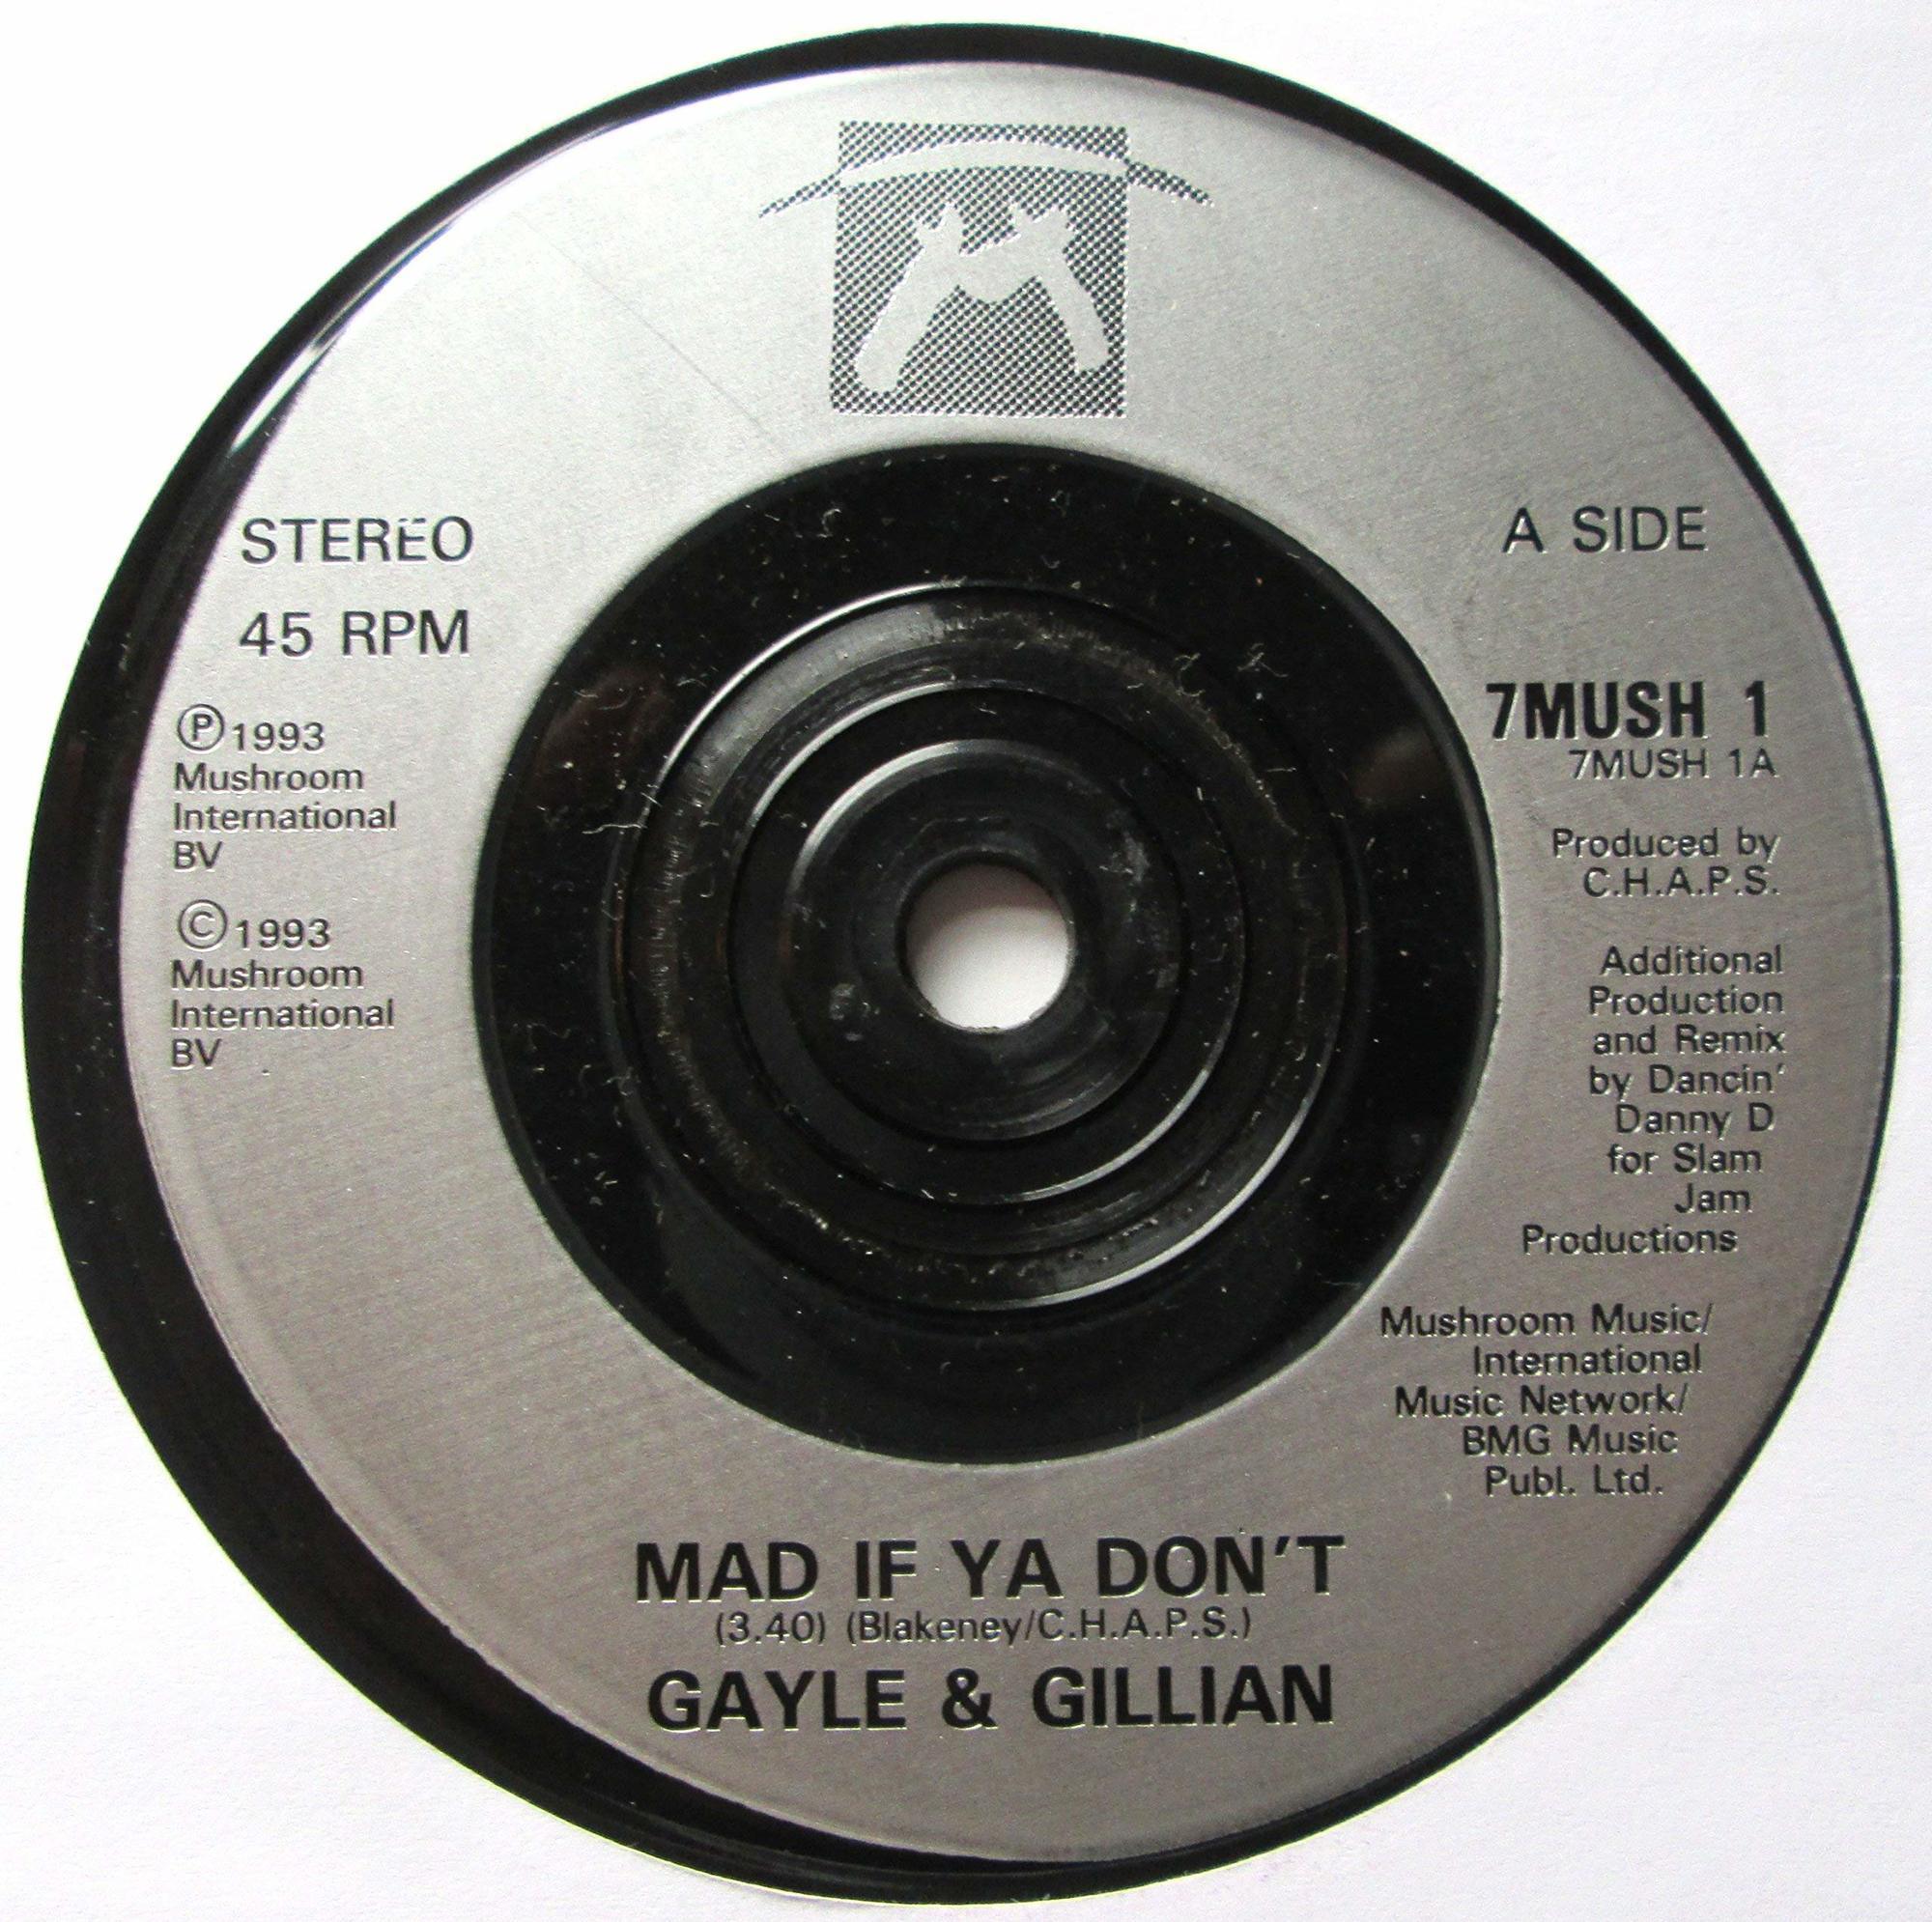 STEREO
45 RPM
Ⓟ1993
Mushroom
International
BV
©1993
Mushroom
International
BV
A SIDE
7MUSH 1
7MUSH 1A
Produced by
C.H.A.P.S.
Additional
Production
and Remix
by Dancin'
Danny D
for Slam
Jam
Productions
Mushroom Music/
International
Music Network/
BMG Music
Publ. Ltd.
MAD IF YA DON'T
(3.40) (Blakeney/C.H.A.P.S.)
GAYLE & GILLIAN